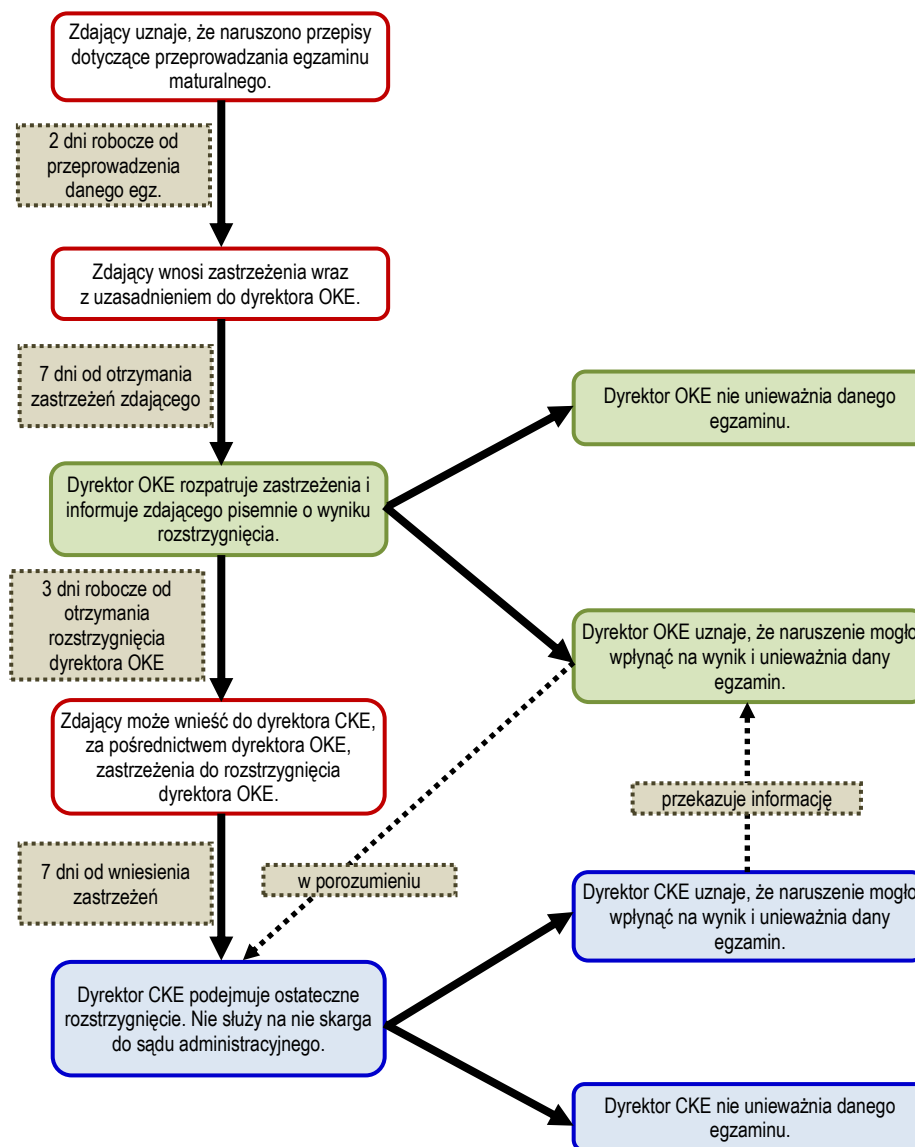 Zdający uznaje, że naruszono przepisy
dotyczące przeprowadzania egzaminu
maturalnego.
2 dni robocze od
przeprowadzenia
danego egz.
Zdający wnosi zastrzeżenia wraz
z uzasadnieniem do dyrektora OKE.
7 dni od otrzymania
zastrzeżeń zdającego
Dyrektor OKE nie unieważnia danego
egzaminu.
Dyrektor OKE rozpatruje zastrzeżenia i
informuje zdającego pisemnie o wyniku
rozstrzygnięcia.
3 dni robocze od
otrzymania
rozstrzygnięcia
dyrektora OKE
Dyrektor OKE uznaje, że naruszenie mogło
wpłynąć na wynik i unieważnia dany
egzamin.
Zdający może wnieść do dyrektora CKE,
za pośrednictwem dyrektora OKE,
zastrzeżenia do rozstrzygnięcia
dyrektora OKE.
przekazuje informację
7 dni od wniesienia
zastrzeżeń
w porozumieniu
Dyrektor CKE uznaje, że naruszenie mogło
wpłynąć na wynik i unieważnia dany
egzamin.
Dyrektor CKE podejmuje ostateczne
rozstrzygnięcie. Nie służy na nie skarga
do sądu administracyjnego.
Dyrektor CKE nie unieważnia danego
egzaminu.